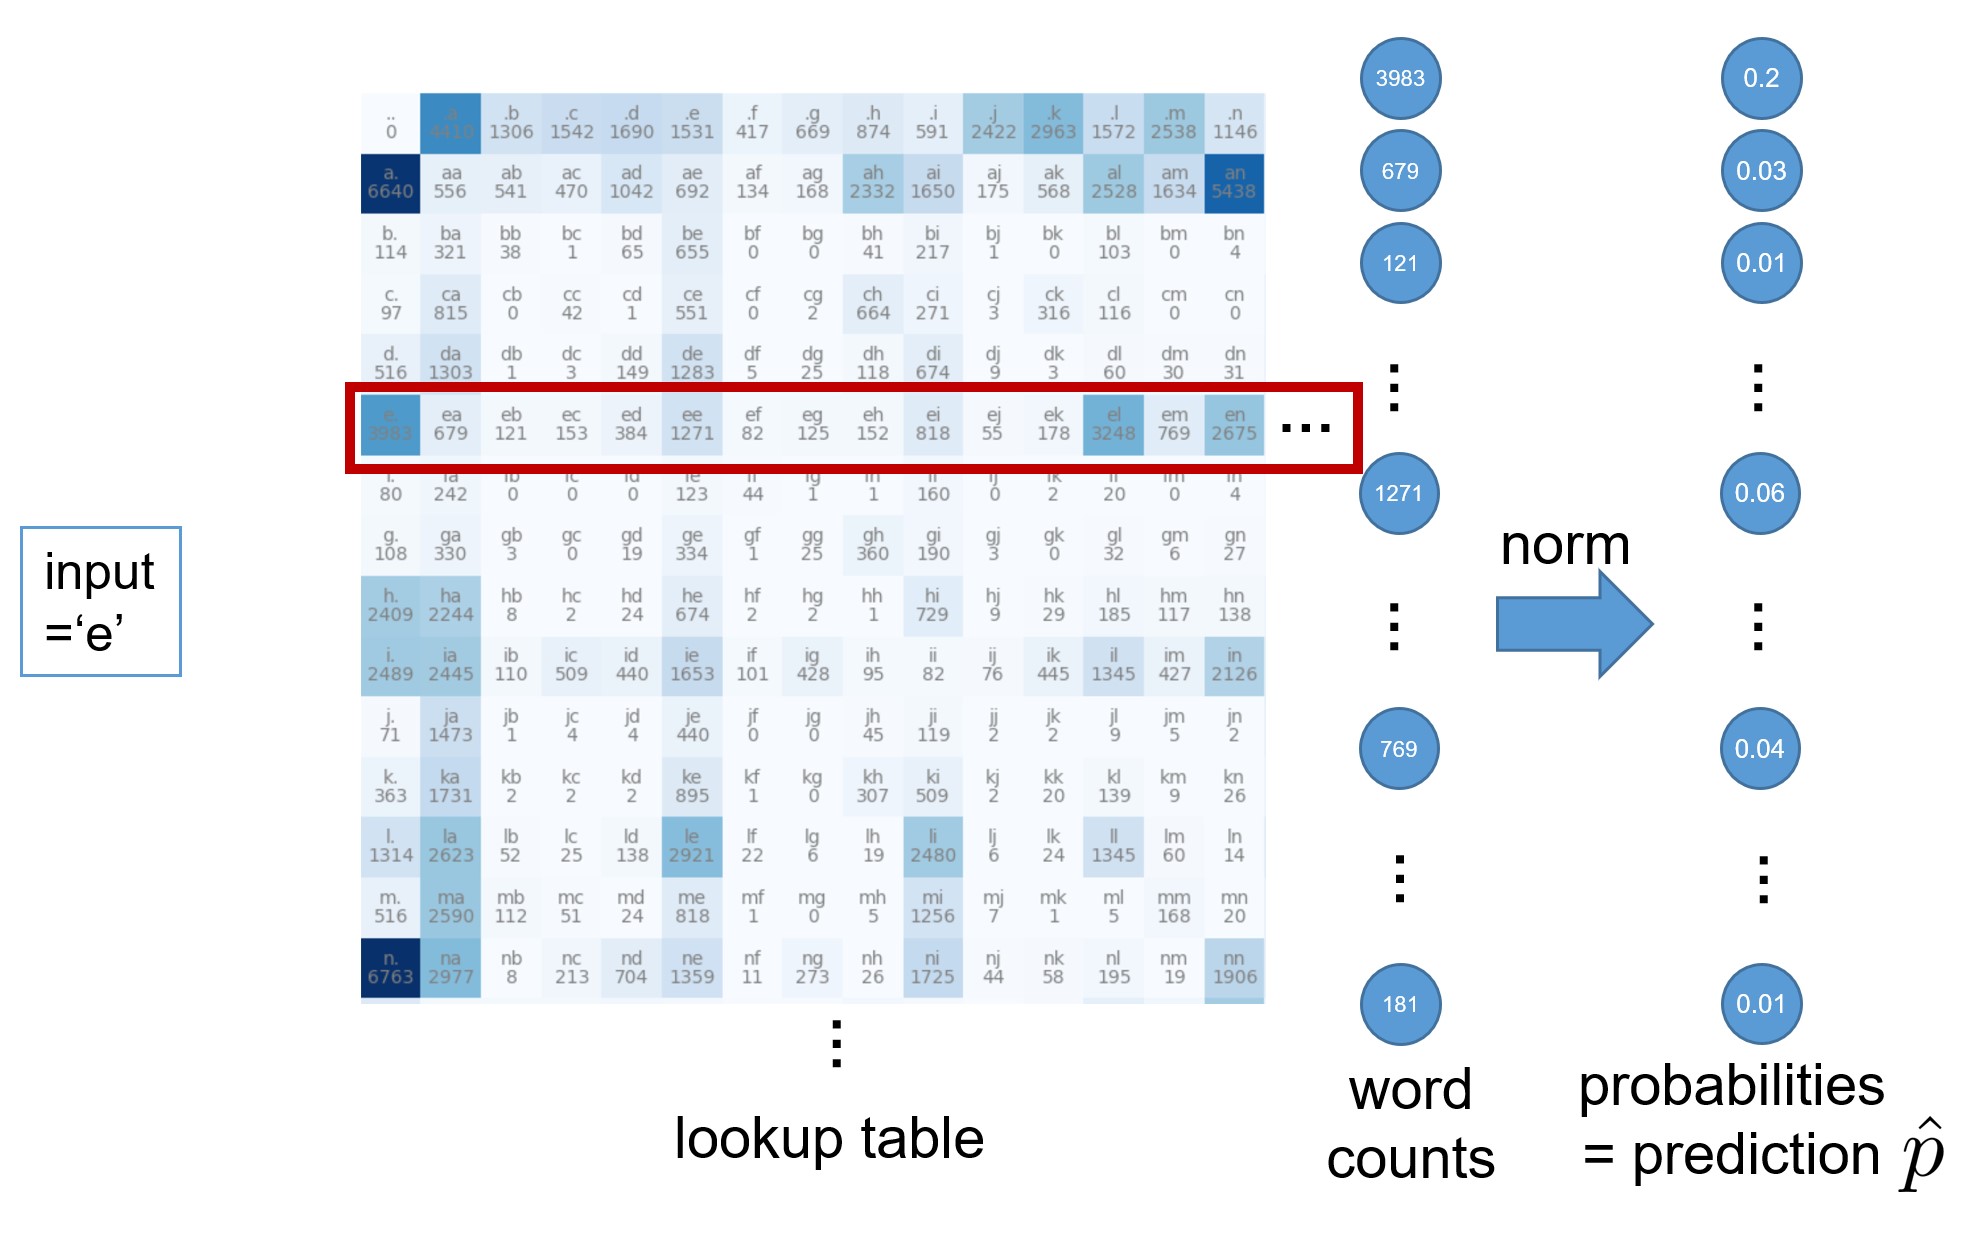 .. .a .b .c .d .e .f .g .h .i .j .k .l .m .n
0 4410 1306 1542 1690 1531 417 669 874 591 2422 2963 1572 2538 1146
a. aa ab ac ad ae af ag ah ai aj ak al am an
6640 556 541 470 1042 692 134 168 2332 1650 175 568 2528 1634 5438
b. ba bb bc bd be bf bg bh bi bj bk bl bm bn
114 321 38 1 65 655 0 0 41 217 1 0 103 0 4
c. ca cb cc cd ce cf cg ch ci cj ck cl cm cn
97 815 0 42 1 551 0 2 664 271 3 316 116 0 0
d. da db dc dd de df dg dh di dj dk dl dm dn
516 1303 1 3 149 1283 5 25 118 674 9 3 60 30 31
e. ea eb ec ed ee ef eg eh ei ej ek el em en ...
3983 679 121 153 384 1271 82 125 152 818 55 178 3248 769 2675
f. fa fb fc fd fe ff fg fh fi fj fk fl fm fn
80 242 0 0 0 123 44 1 1 160 0 2 20 0 4
g. ga gb gc gd ge gf gg gh gi gj gk gl gm gn
108 330 3 0 19 334 1 25 360 190 3 0 32 6 27
h. ha hb hc hd he hf hg hh hi hj hk hl hm hn
2409 2244 8 2 24 674 2 2 1 729 9 29 185 117 138
i. ia ib ic id ie if ig ih ii ij ik il im in
2489 2445 110 509 440 1653 101 428 95 82 76 445 1345 427 2126
j. ja jb jc jd je jf jg jh ji jj jk jl jm jn
71 1473 1 4 4 440 0 0 45 119 2 2 9 5 2
k. ka kb kc kd ke kf kg kh ki kj kk kl km kn
363 1731 2 2 2 895 1 0 307 509 2 20 139 9 26
l. la lb lc ld le lf lg lh li lj lk ll lm ln
1314 2623 52 25 138 2921 22 6 19 2480 6 24 1345 60 14
m. ma mb mc md me mf mg mh mi mj mk ml mm mn
516 2590 112 51 24 818 1 0 5 1256 7 1 5 168 20
n. na nb nc nd ne nf ng nh ni nj nk nl nm nn
6763 2977 8 213 704 1359 11 273 26 1725 44 58 195 19 1906
input
=‘e’
lookup table
3983
679
121
1271
769
181
word
counts
norm
0.2
0.03
0.01
0.06
0.04
0.01
probabilities
= prediction p̂